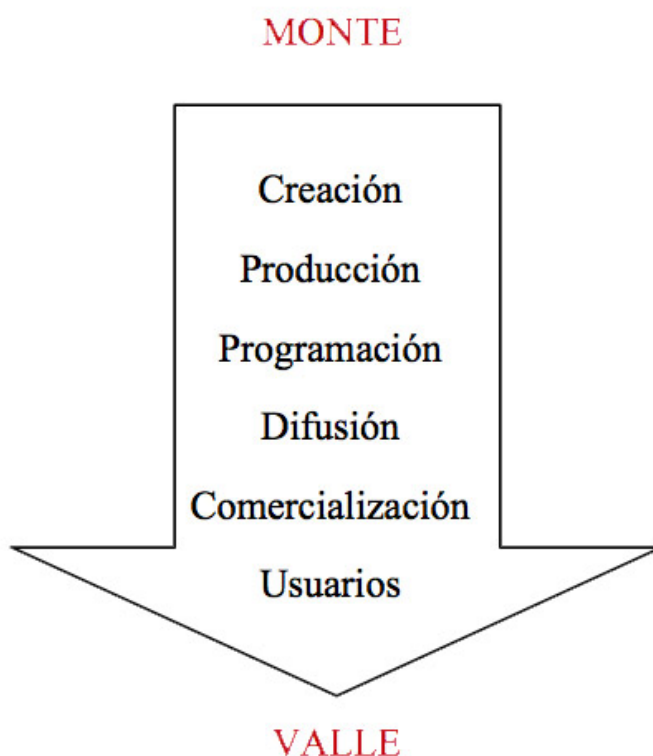 MONTE
Creación
Producción
Programación
Difusión
Comercialización
Usuarios
VALLE